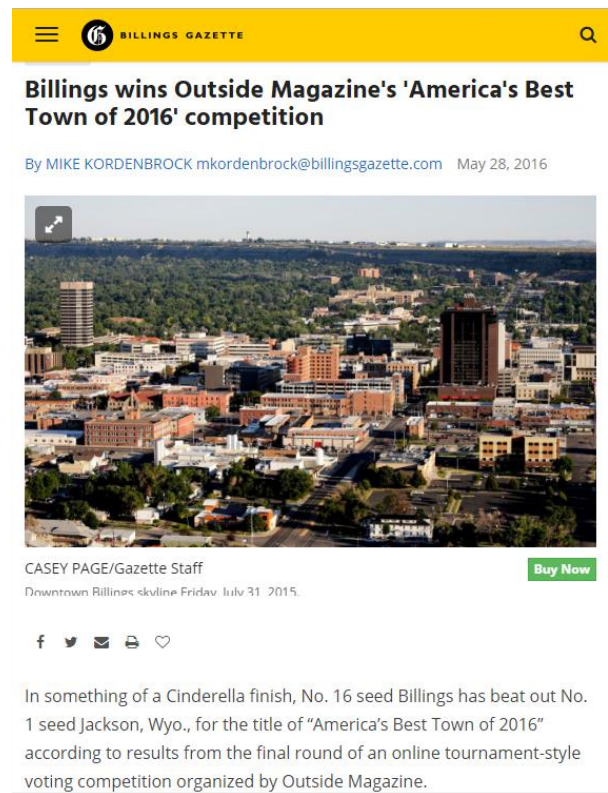 BILLINGS GAZETTE
Billings wins Outside Magazine's 'America's Best
Town of 2016' competition
By MIKE KORDENBROCK mkordenbrock@billingsgazette.com May 28, 2016
CASEY PAGE/Gazette Staff
Buy Now
Downtown Billings skyline Friday, July 31, 2015.
In something of a Cinderella finish, No. 16 seed Billings has beat out No.
1 seed Jackson, Wyo., for the title of “America’s Best Town of 2016”
according to results from the final round of an online tournament-style
voting competition organized by Outside Magazine.